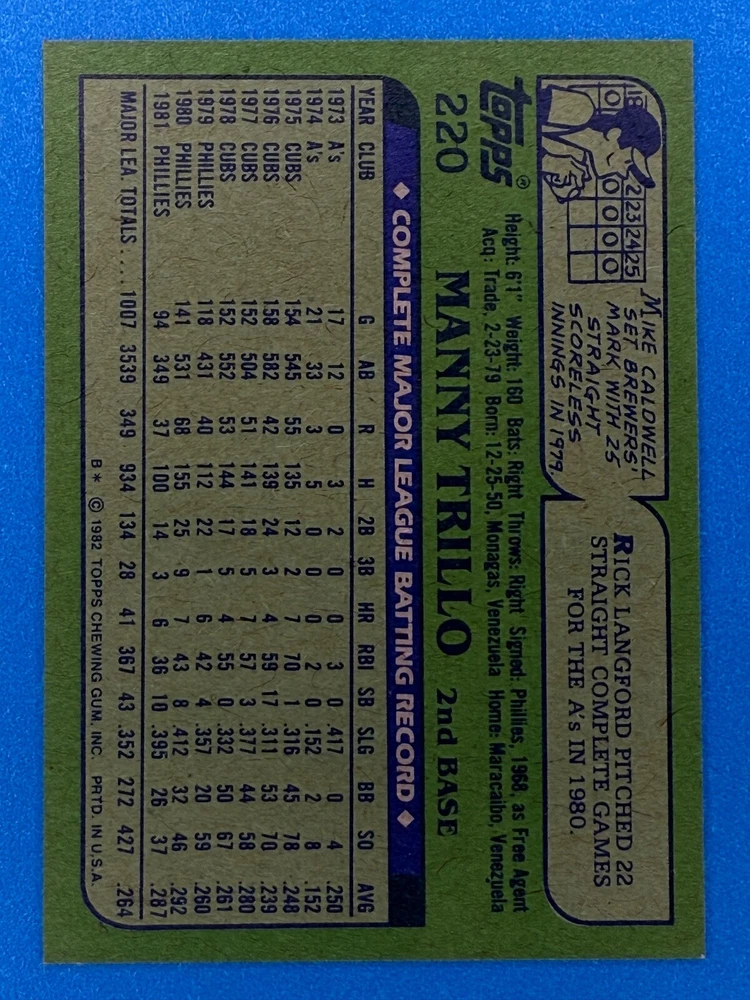 18 22 23 24 25
0 0 0 0 0
MIKE CALDWELL
SET BREWERS'
MARK WITH 25
STRAIGHT
SCORELESS
INNINGS IN 1979.
RICK LANGFORD PITCHED 22
STRAIGHT COMPLETE GAMES
FOR THE A's IN 1980.
topps®
220 MANNY TRILLO 2nd BASE
Height: 6'1" Weight: 160 Bats: Right Throws: Right Signed: Phillies, 1968, as Free Agent
Acq: Trade, 2-23-79 Born: 12-25-50, Monagas, Venezuela Home: Maracaibo, Venezuela
◆ COMPLETE MAJOR LEAGUE BATTING RECORD ◆
YEAR CLUB G AB R H 2B 3B HR RBI SB SLG BB SO AVG
1973 A's 17 12 0 3 2 0 0 3 0 .417 0 4 .250
1974 A's 21 33 3 5 0 0 0 2 0 .152 2 8 .152
1975 CUBS 154 545 55 135 12 2 7 70 1 .316 45 78 .248
1976 CUBS 158 582 42 139 24 3 4 59 17 .311 53 70 .239
1977 CUBS 152 504 51 141 18 5 7 57 3 .377 44 58 .280
1978 CUBS 152 552 53 144 17 5 4 55 0 .332 50 67 .261
1979 PHILLIES 118 431 40 112 22 1 6 42 4 .357 20 59 .260
1980 PHILLIES 141 531 68 155 25 9 7 43 8 .412 32 46 .292
1981 PHILLIES 94 349 37 100 14 3 6 36 10 .395 26 37 .287
MAJOR LEA. TOTALS .... 1007 3539 349 934 134 28 41 367 43 .352 272 427 .264
B* © 1982 TOPPS CHEWING GUM, INC. PRTD. IN U.S.A.